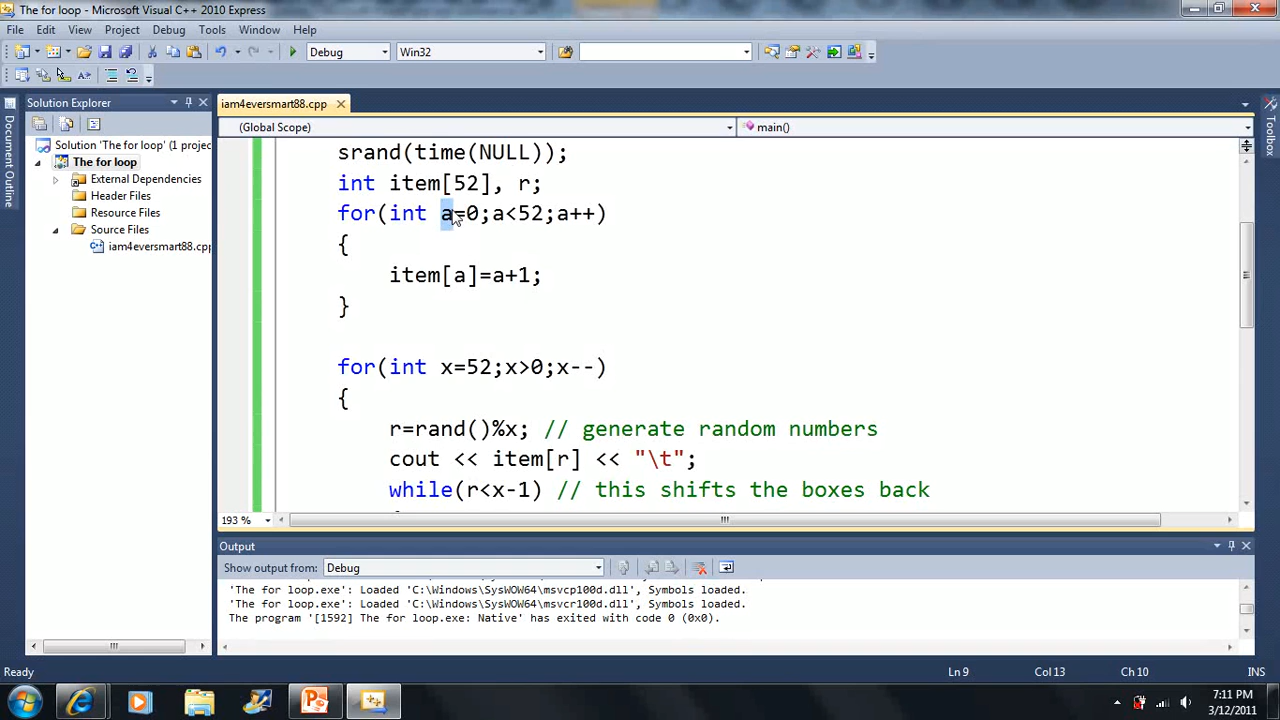 The for loop - Microsoft Visual C++ 2010 Express
File Edit View Project Debug Tools Window Help
Debug Win32
Solution Explorer
iam4eversmart88.cpp
Document Outline
Toolbox
(Global Scope) main()
Solution 'The for loop' (1 projec
The for loop
External Dependencies
Header Files
Resource Files
Source Files
iam4eversmart88.cpp
srand(time(NULL));
int item[52], r;
for(int a=0;a<52;a++)
{
item[a]=a+1;
}
for(int x=52;x>0;x--)
{
r=rand()%x; // generate random numbers
cout << item[r] << "\t";
while(r<x-1) // this shifts the boxes back
193 %
Output
Show output from: Debug
'The for loop.exe': Loaded 'C:\Windows\SysWOW64\msvcp100d.dll', Symbols loaded.
'The for loop.exe': Loaded 'C:\Windows\SysWOW64\msvcr100d.dll', Symbols loaded.
The program '[1592] The for loop.exe: Native' has exited with code 0 (0x0).
Ready Ln 9 Col 13 Ch 10 INS
7:11 PM
3/12/2011